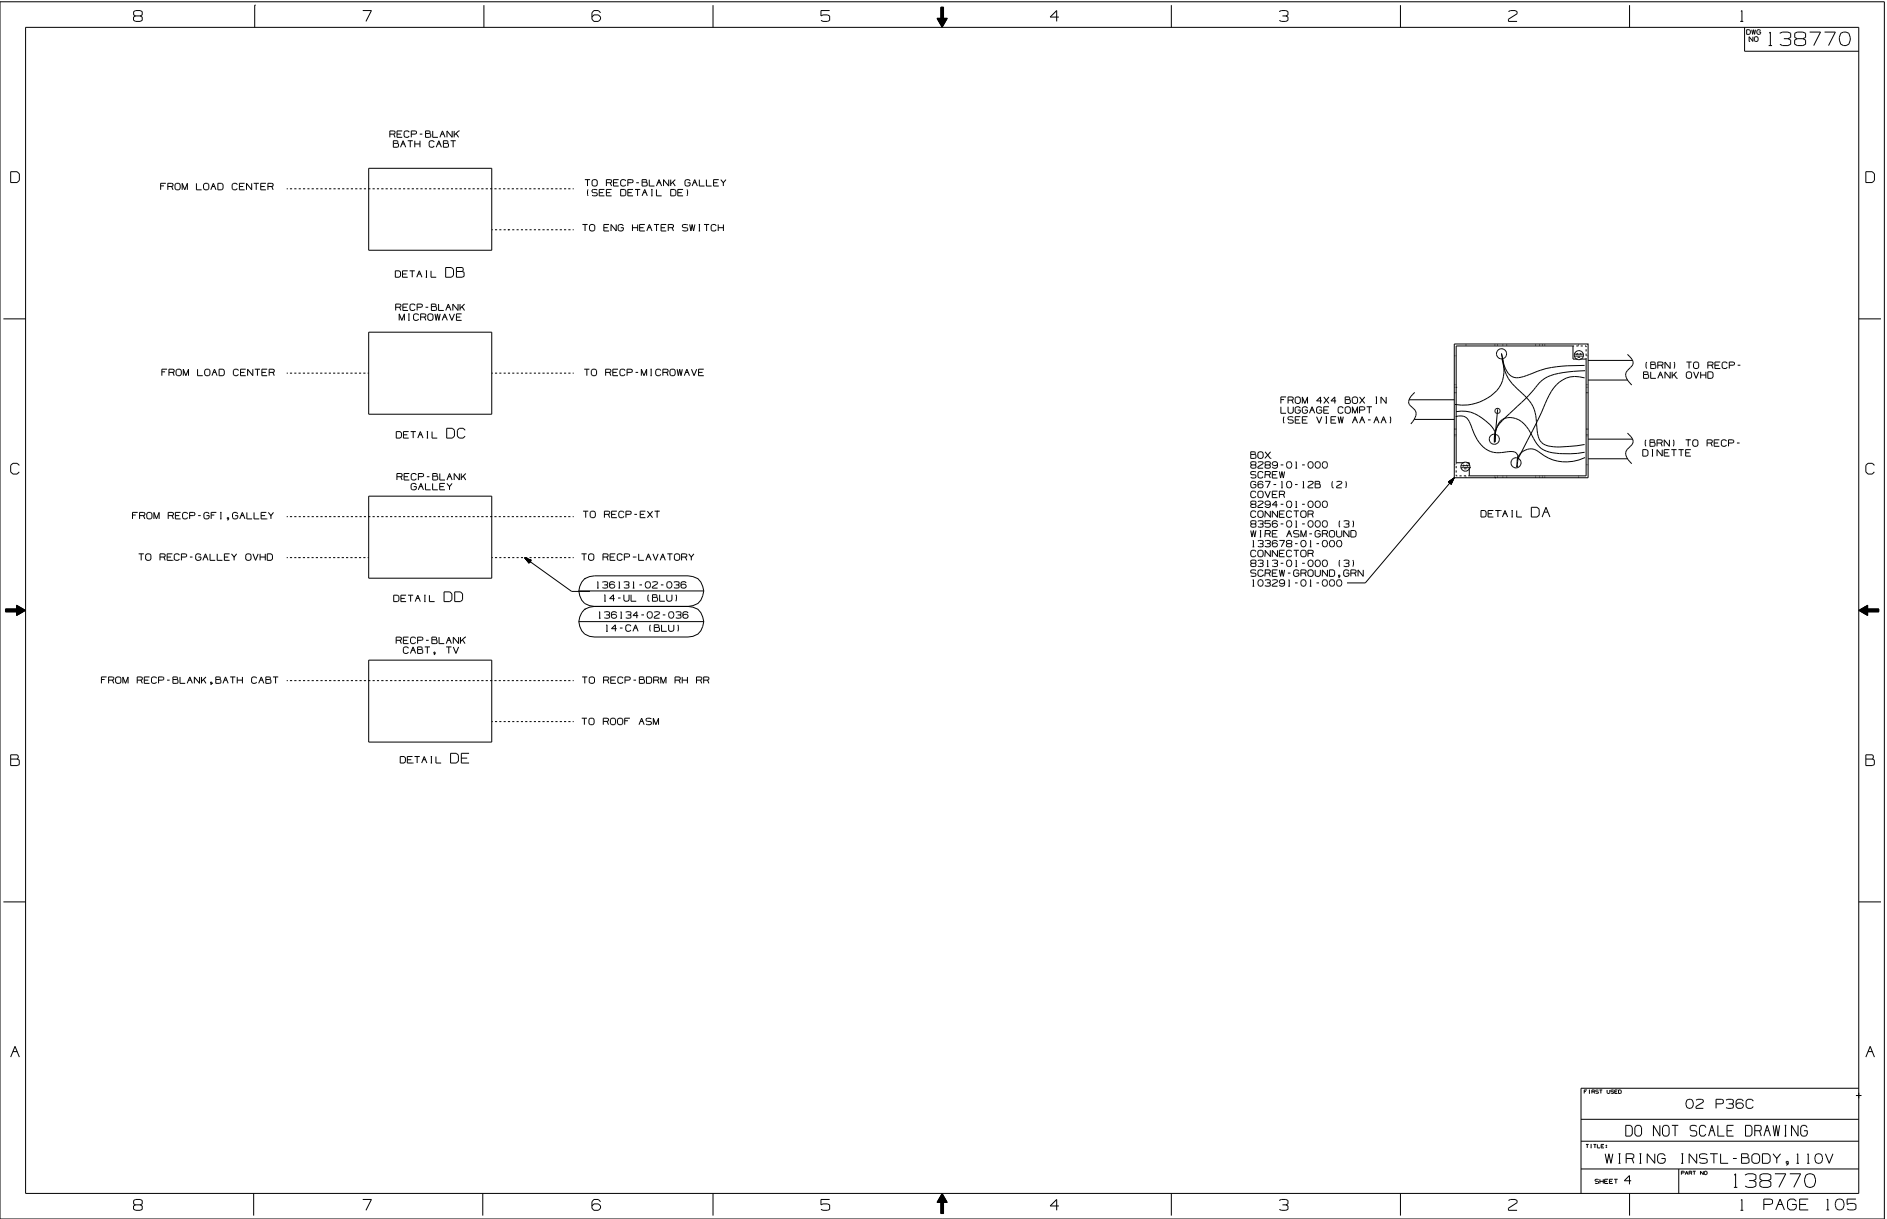 8 7 6 5 4 3 2 1
DWG NO 138770
D
D
C
C
B
B
A
A
RECP-BLANK
BATH CABT
FROM LOAD CENTER
TO RECP-BLANK GALLEY
(SEE DETAIL DE)
TO ENG HEATER SWITCH
DETAIL DB
RECP-BLANK
MICROWAVE
FROM LOAD CENTER
TO RECP-MICROWAVE
DETAIL DC
RECP-BLANK
GALLEY
FROM RECP-GFI,GALLEY
TO RECP-EXT
TO RECP-GALLEY OVHD
TO RECP-LAVATORY
136131-02-036
14-UL (BLU)
136134-02-036
14-CA (BLU)
DETAIL DD
RECP-BLANK
CABT, TV
FROM RECP-BLANK,BATH CABT
TO RECP-BDRM RH RR
TO ROOF ASM
DETAIL DE
(BRN) TO RECP-
BLANK OVHD
FROM 4X4 BOX IN
LUGGAGE COMPT
(SEE VIEW AA-AA)
(BRN) TO RECP-
DINETTE
BOX
8289-01-000
SCREW
G67-10-12B (2)
COVER
8294-01-000
CONNECTOR
8356-01-000 (3)
WIRE ASM-GROUND
133678-01-000
CONNECTOR
8313-01-000 (3)
SCREW-GROUND,GRN
103291-01-000
DETAIL DA
FIRST USED
02 P36C
DO NOT SCALE DRAWING
TITLE:
WIRING INSTL-BODY,110V
SHEET 4
PART NO
138770
8 7 6 5 4 3 2 1 PAGE 105